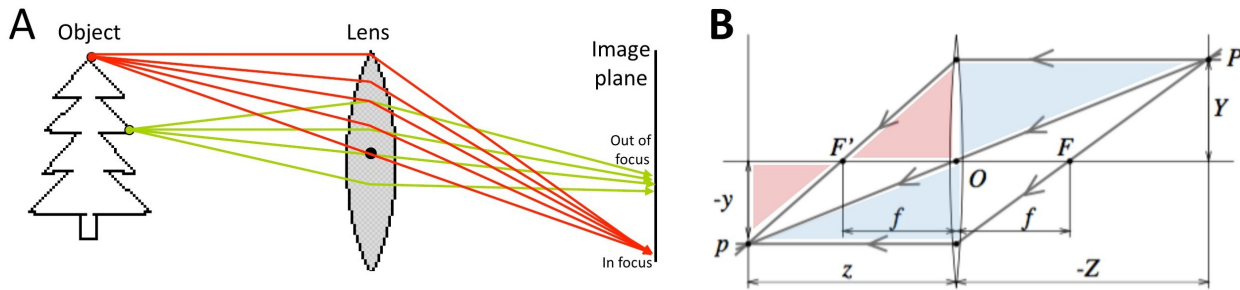 A
Object
Lens
Image
plane
Out of
focus
In focus
B
P
Y
F'
F
O
-y
f
f
p
z
-Z